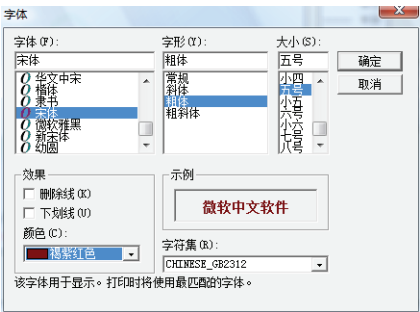 字体
字体(F):
宋体
华文中宋
楷体
隶书
宋体
微软雅黑
新宋体
幼圆
字形(Y):
粗体
常规
斜体
粗体
粗斜体
大小(S):
五号
小四
五号
小五
六号
小六
七号
八号
确定
取消
效果
删除线(K)
下划线(U)
颜色(C):
褐紫红色
示例
微软中文软件
字符集(R):
CHINESE_GB2312
该字体用于显示。打印时将使用最匹配的字体。